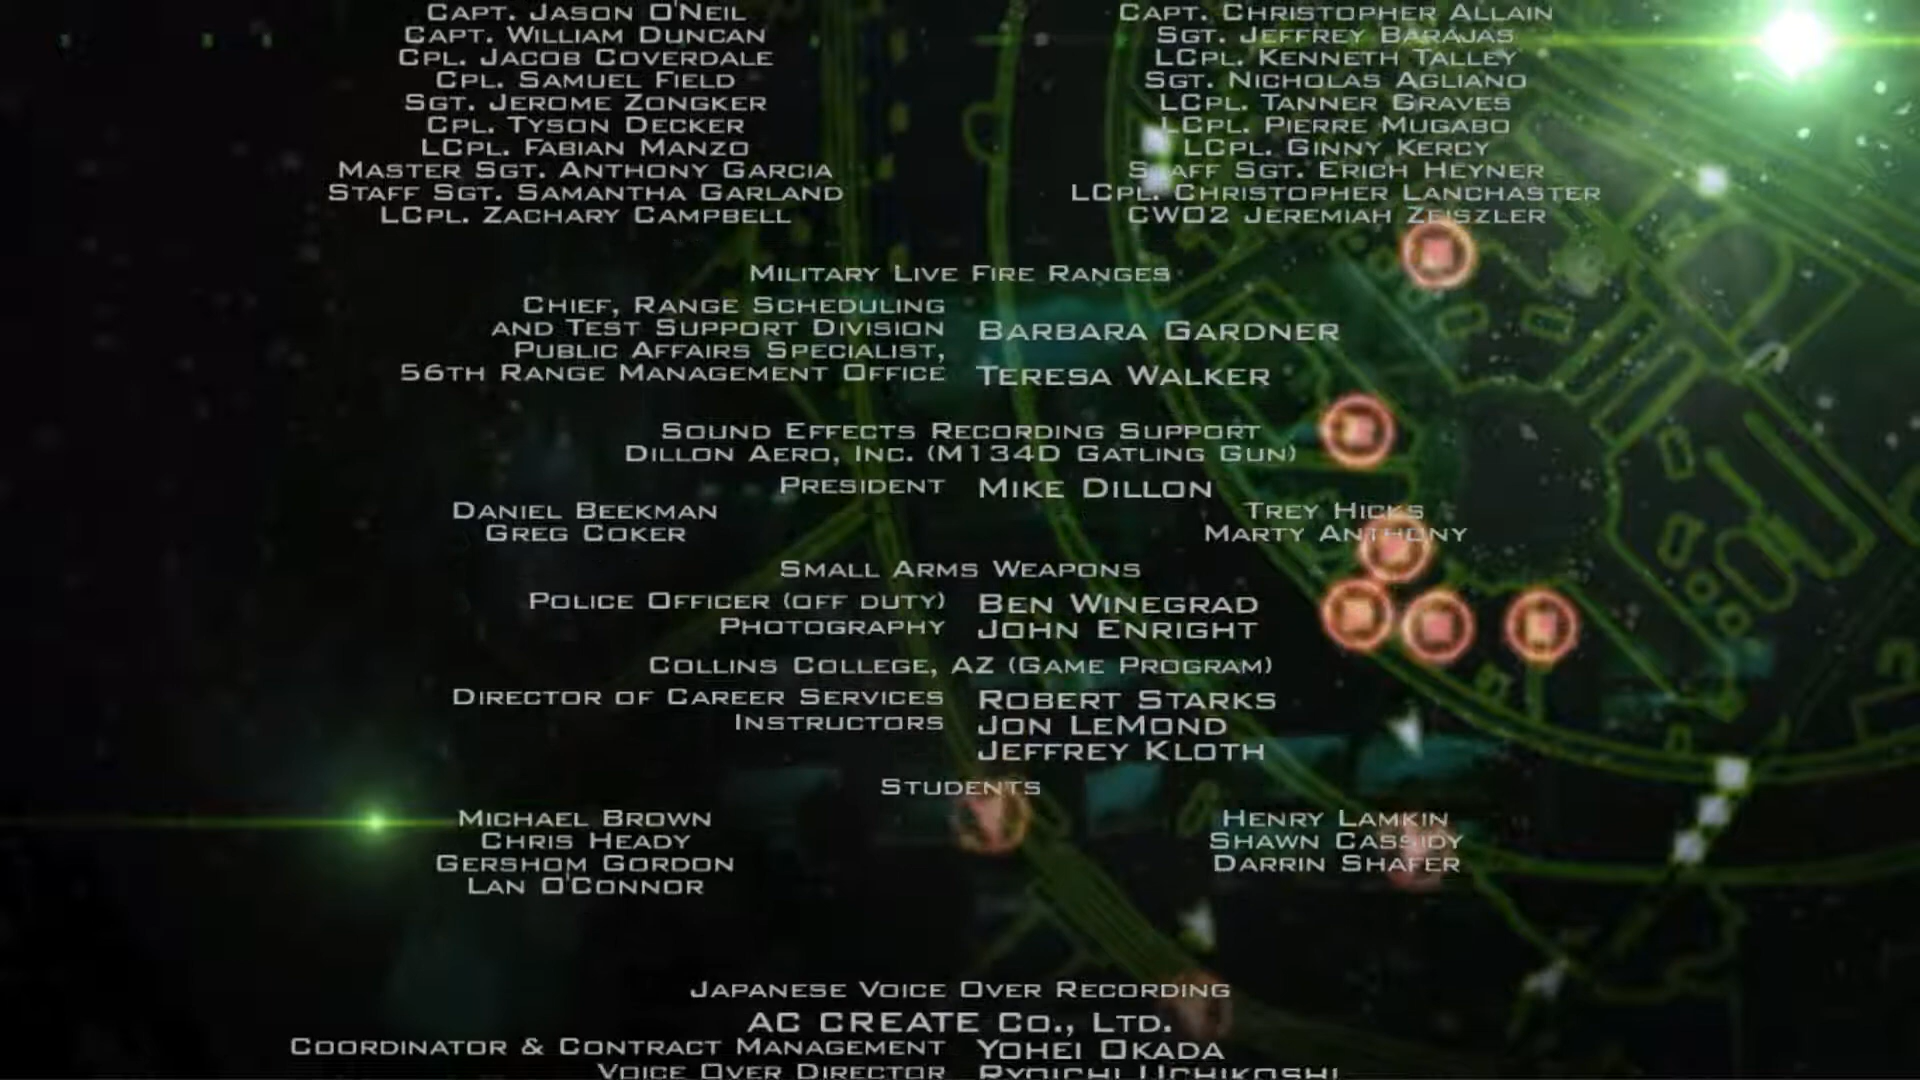 Capt. Jason O'Neil
Capt. William Duncan
Cpl. Jacob Coverdale
Cpl. Samuel Field
Sgt. Jerome Zongker
Cpl. Tyson Decker
LCpl. Fabian Manzo
Master Sgt. Anthony Garcia
Staff Sgt. Samantha Garland
LCpl. Zachary Campbell
Capt. Christopher Allain
Sgt. Jeffrey Barajas
LCpl. Kenneth Talley
Sgt. Nicholas Agliano
LCpl. Tanner Graves
LCpl. Pierre Mugabo
LCpl. Ginny Kercy
Staff Sgt. Erich Heyner
LCpl. Christopher Lanchaster
CWO2 Jeremiah Zeiszler
Military Live Fire Ranges
Chief, Range Scheduling
and Test Support Division Barbara Gardner
Public Affairs Specialist,
56th Range Management Office Teresa Walker
Sound Effects Recording Support
Dillon Aero, Inc. (M134D Gatling Gun)
President Mike Dillon
Daniel Beekman
Greg Coker
Trey Hicks
Marty Anthony
Small Arms Weapons
Police Officer (off duty) Ben Winegrad
Photography John Enright
Collins College, AZ (Game Program)
Director of Career Services Robert Starks
Instructors Jon LeMond
Jeffrey Kloth
Students
Michael Brown
Chris Heady
Gershom Gordon
Lan O'Connor
Henry Lamkin
Shawn Cassidy
Darrin Shafer
Japanese Voice Over Recording
AC CREATE Co., Ltd.
Coordinator & Contract Management Yohei Okada
Voice Over Director Ryoichi Uchikoshi